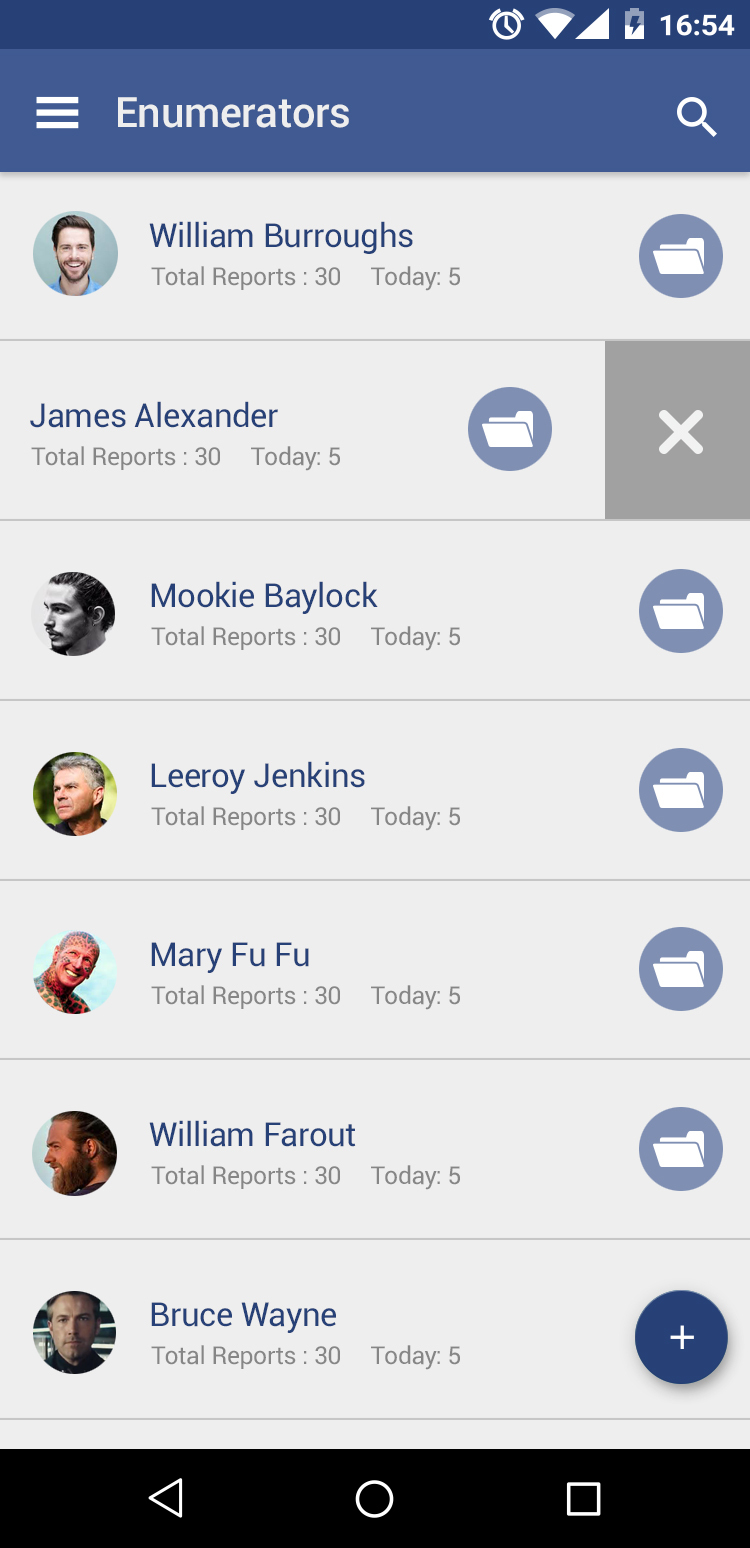 16:54
Enumerators
William Burroughs
Total Reports : 30 Today: 5
James Alexander
Total Reports : 30 Today: 5
Mookie Baylock
Total Reports : 30 Today: 5
Leeroy Jenkins
Total Reports : 30 Today: 5
Mary Fu Fu
Total Reports : 30 Today: 5
William Farout
Total Reports : 30 Today: 5
Bruce Wayne
Total Reports : 30 Today: 5